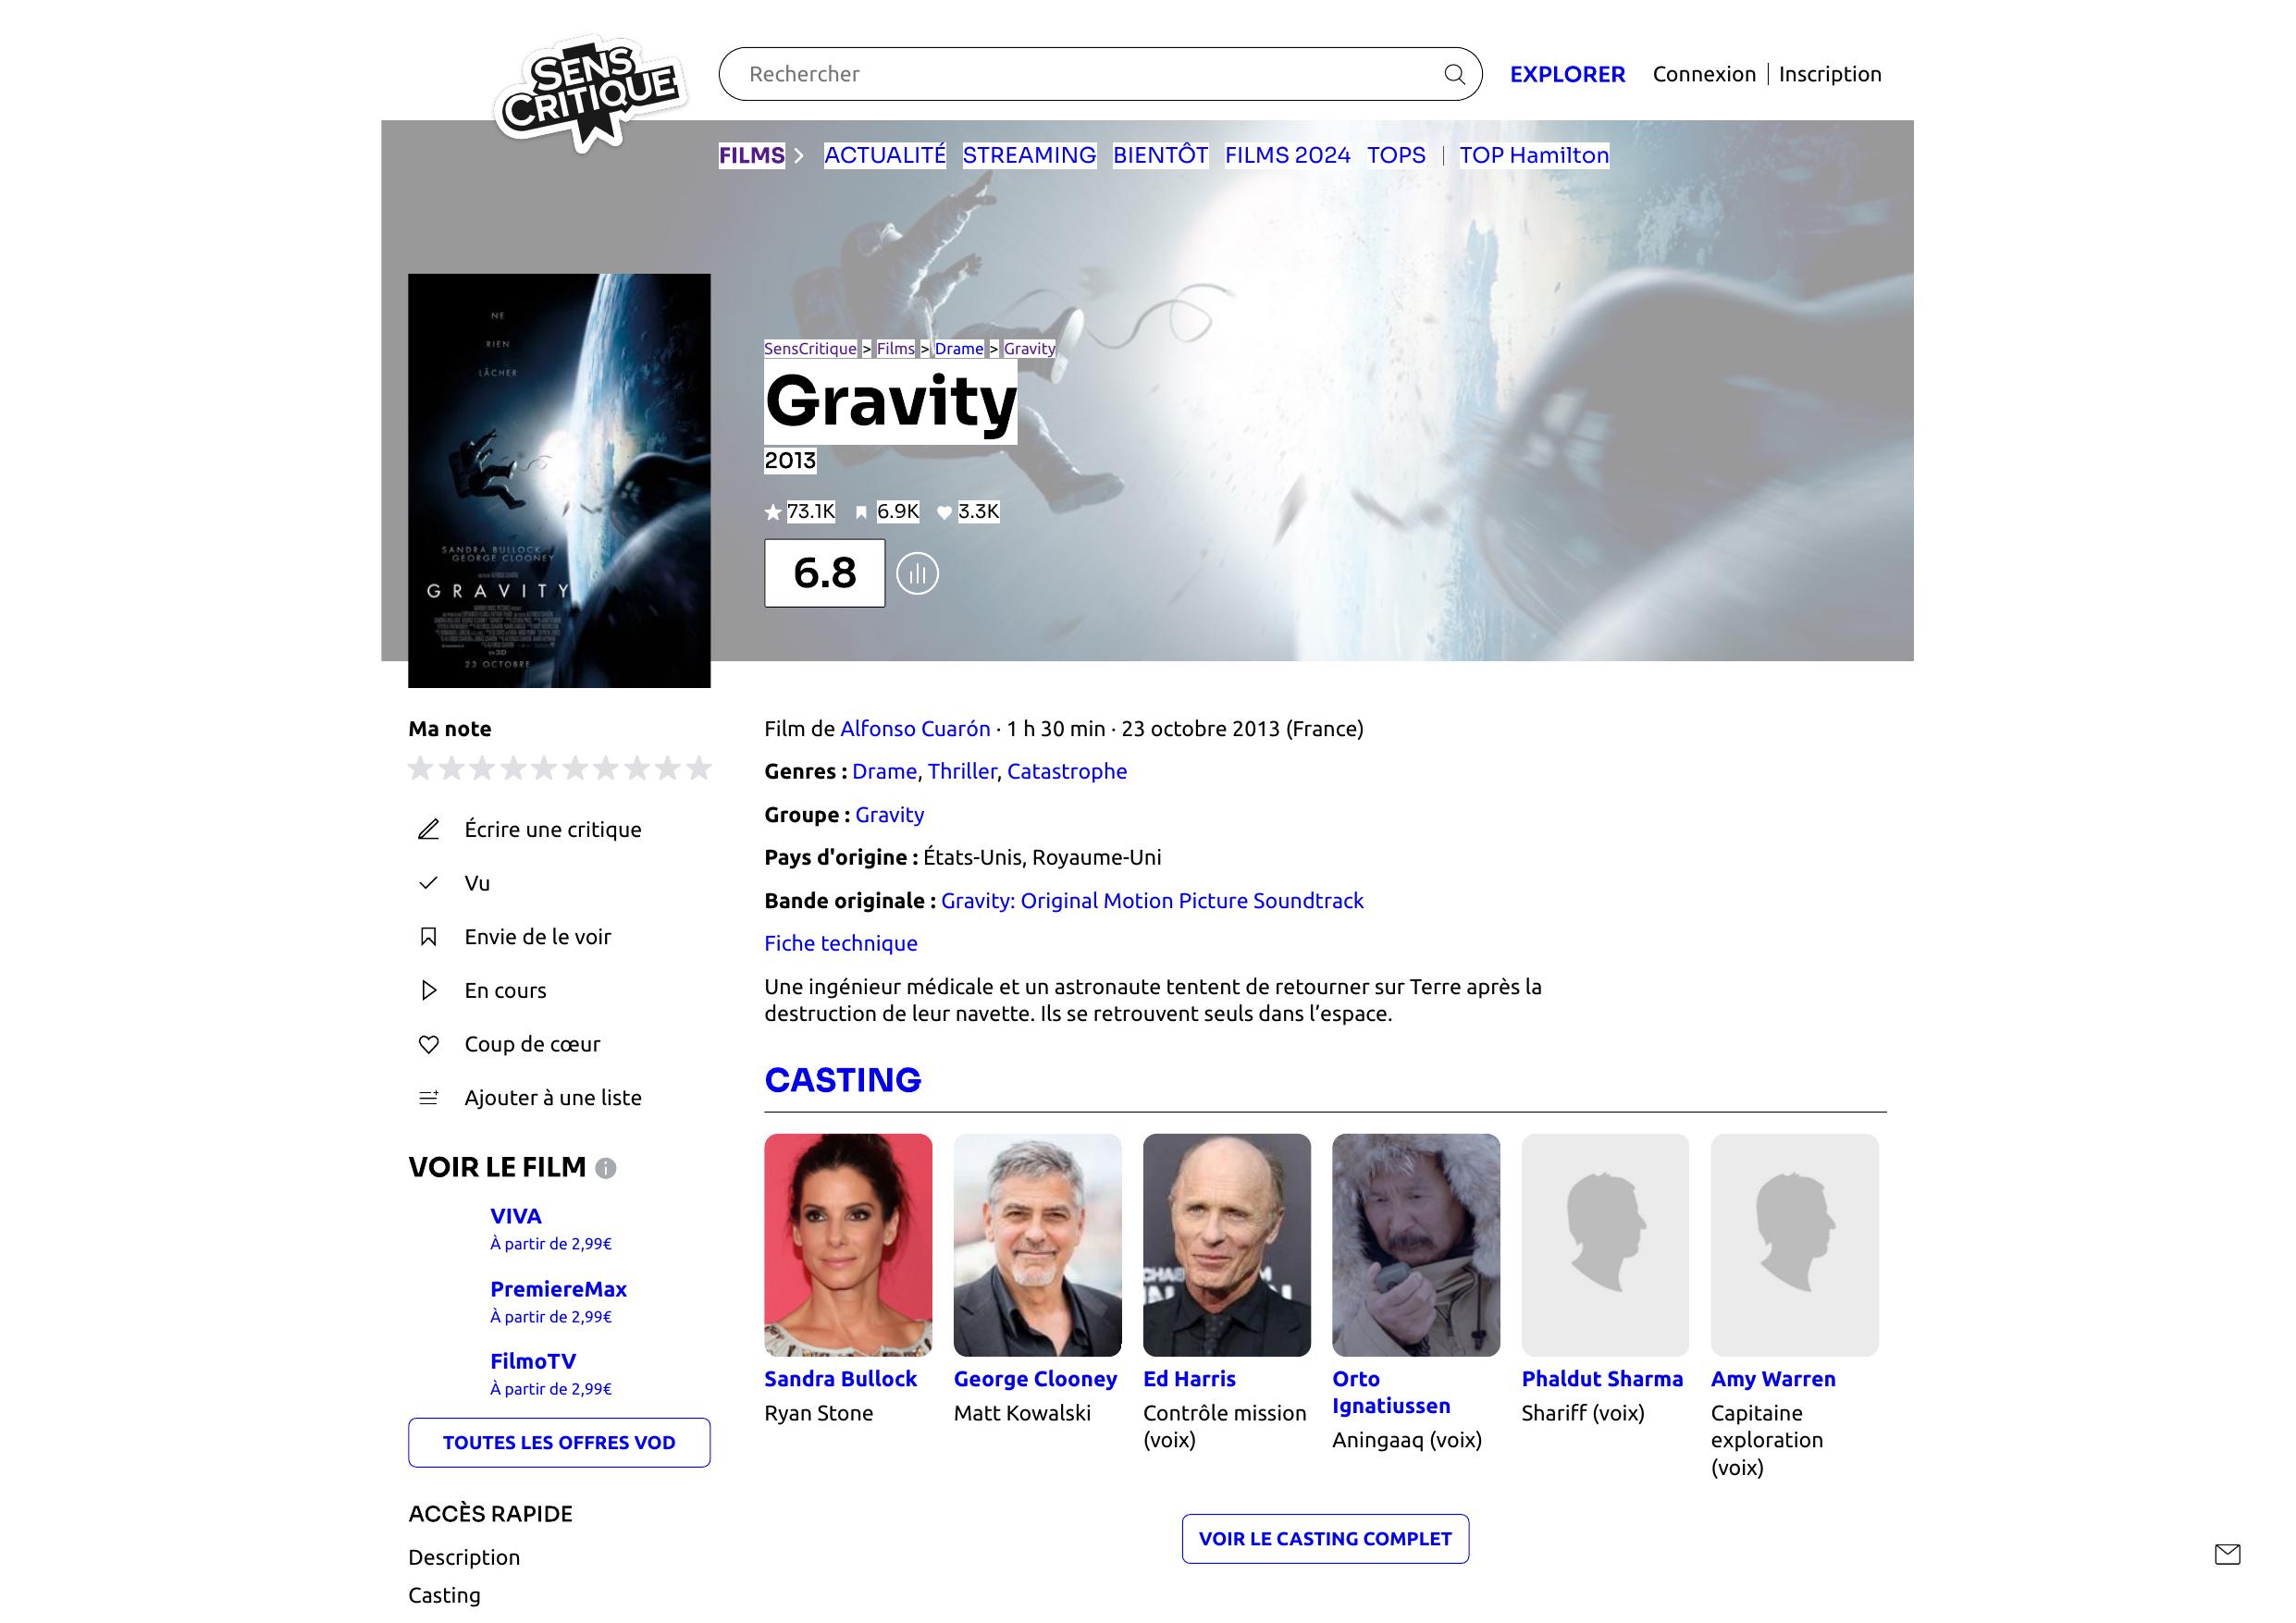 SENS
CRITIQUE
Rechercher
EXPLORER
Connexion
Inscription
FILMS
ACTUALITÉ
STREAMING
BIENTÔT
FILMS 2024
TOPS
TOP Hamilton
NE
RIEN
LÂCHER
SANDRA BULLOCK
GEORGE CLOONEY
GRAVITY
23 OCTOBRE
SensCritique > Films > Drame > Gravity
Gravity
2013
73.1K 6.9K 3.3K
6.8
Ma note
Écrire une critique
Vu
Envie de le voir
En cours
Coup de cœur
Ajouter à une liste
VOIR LE FILM
VIVA
À partir de 2,99€
PremiereMax
À partir de 2,99€
FilmoTV
À partir de 2,99€
TOUTES LES OFFRES VOD
ACCÈS RAPIDE
Description
Casting
Film de Alfonso Cuarón · 1 h 30 min · 23 octobre 2013 (France)
Genres : Drame, Thriller, Catastrophe
Groupe : Gravity
Pays d'origine : États-Unis, Royaume-Uni
Bande originale : Gravity: Original Motion Picture Soundtrack
Fiche technique
Une ingénieur médicale et un astronaute tentent de retourner sur Terre après la
destruction de leur navette. Ils se retrouvent seuls dans l’espace.
CASTING
Sandra Bullock
Ryan Stone
George Clooney
Matt Kowalski
Ed Harris
Contrôle mission
(voix)
Orto
Ignatiussen
Aningaaq (voix)
Phaldut Sharma
Shariff (voix)
Amy Warren
Capitaine
exploration
(voix)
VOIR LE CASTING COMPLET